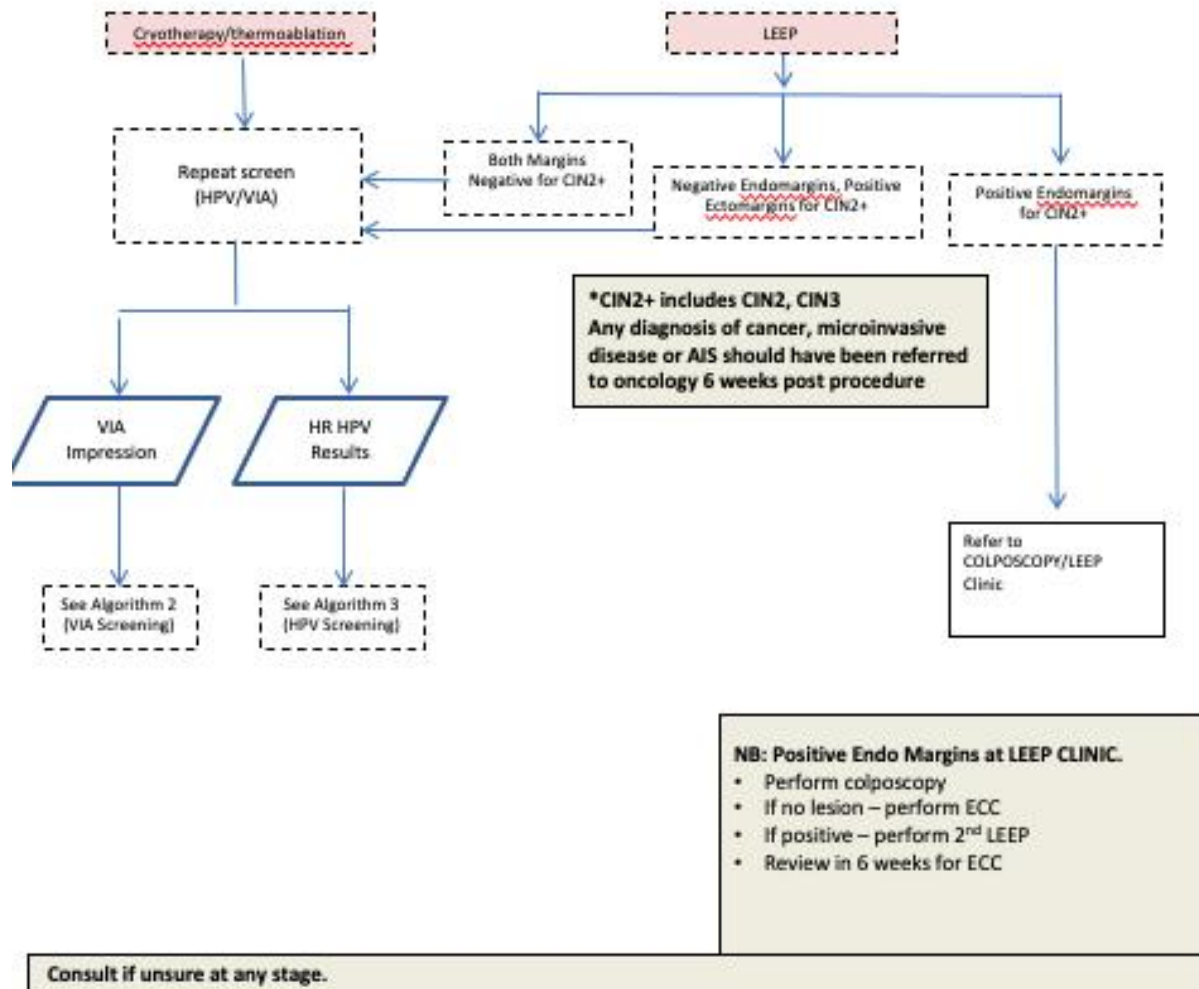 Cryotherapy/thermoablation
LEEP
Repeat screen
(HPV/VIA)
Both Margins
Negative for CIN2+
Negative Endomargins, Positive
Ectomargins for CIN2+
Positive Endomargins
for CIN2+
*CIN2+ includes CIN2, CIN3
Any diagnosis of cancer, microinvasive
disease or AIS should have been referred
to oncology 6 weeks post procedure
VIA
Impression
HR HPV
Results
See Algorithm 2
(VIA Screening)
See Algorithm 3
(HPV Screening)
Refer to
COLPOSCOPY/LEEP
Clinic
NB: Positive Endo Margins at LEEP CLINIC.
• Perform colposcopy
• If no lesion – perform ECC
• If positive – perform 2nd LEEP
• Review in 6 weeks for ECC
Consult if unsure at any stage.